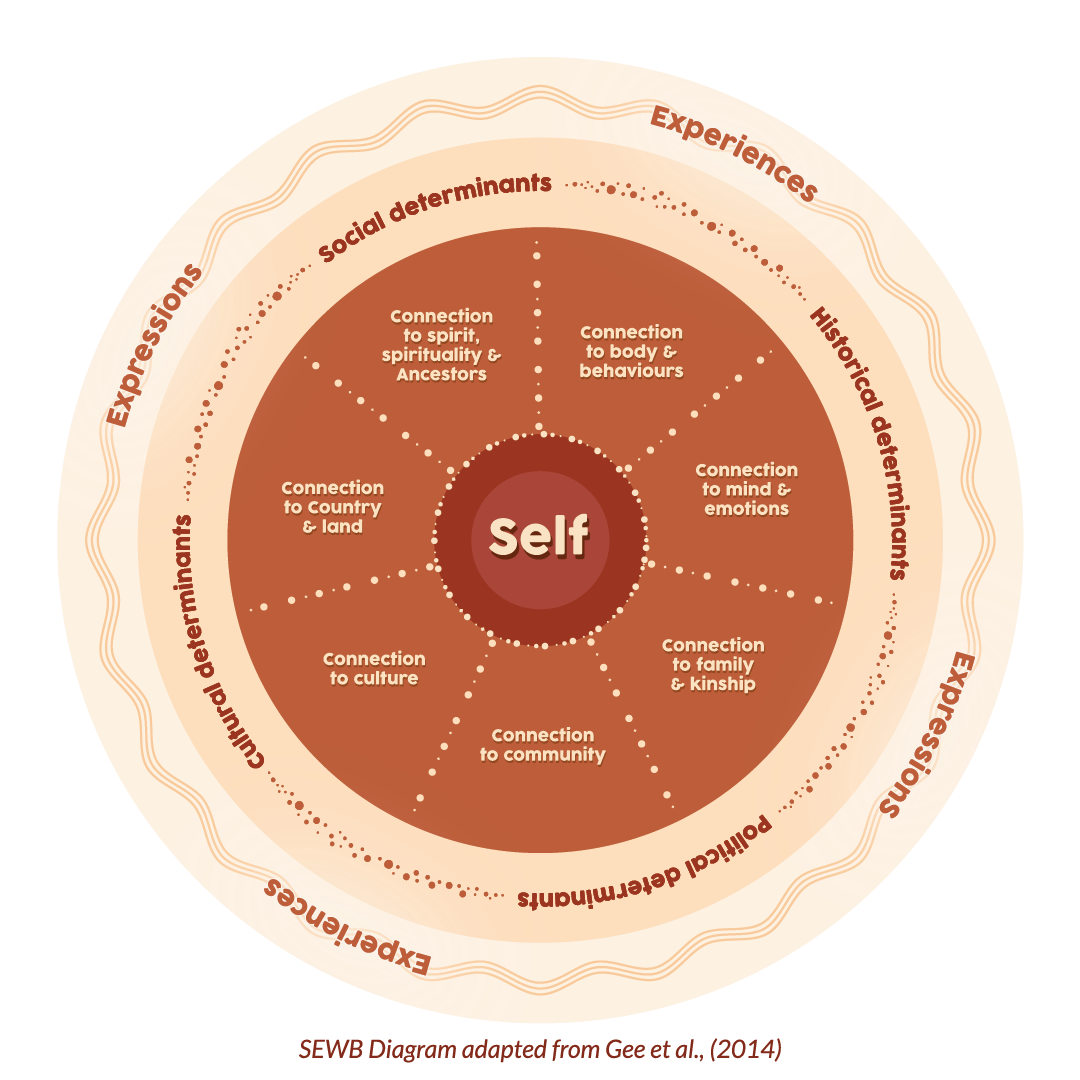 Experiences
Social determinants
Expressions
Historical determinants
Connection
to spirit,
spirituality &
Ancestors
Connection
to body &
behaviours
Connection
to Country
& land
Connection
to mind &
emotions
Self
Connection
to culture
Connection
to family
& kinship
Connection
to community
Cultural determinants
Expressions
Political determinants
Experiences
SEWB Diagram adapted from Gee et al., (2014)